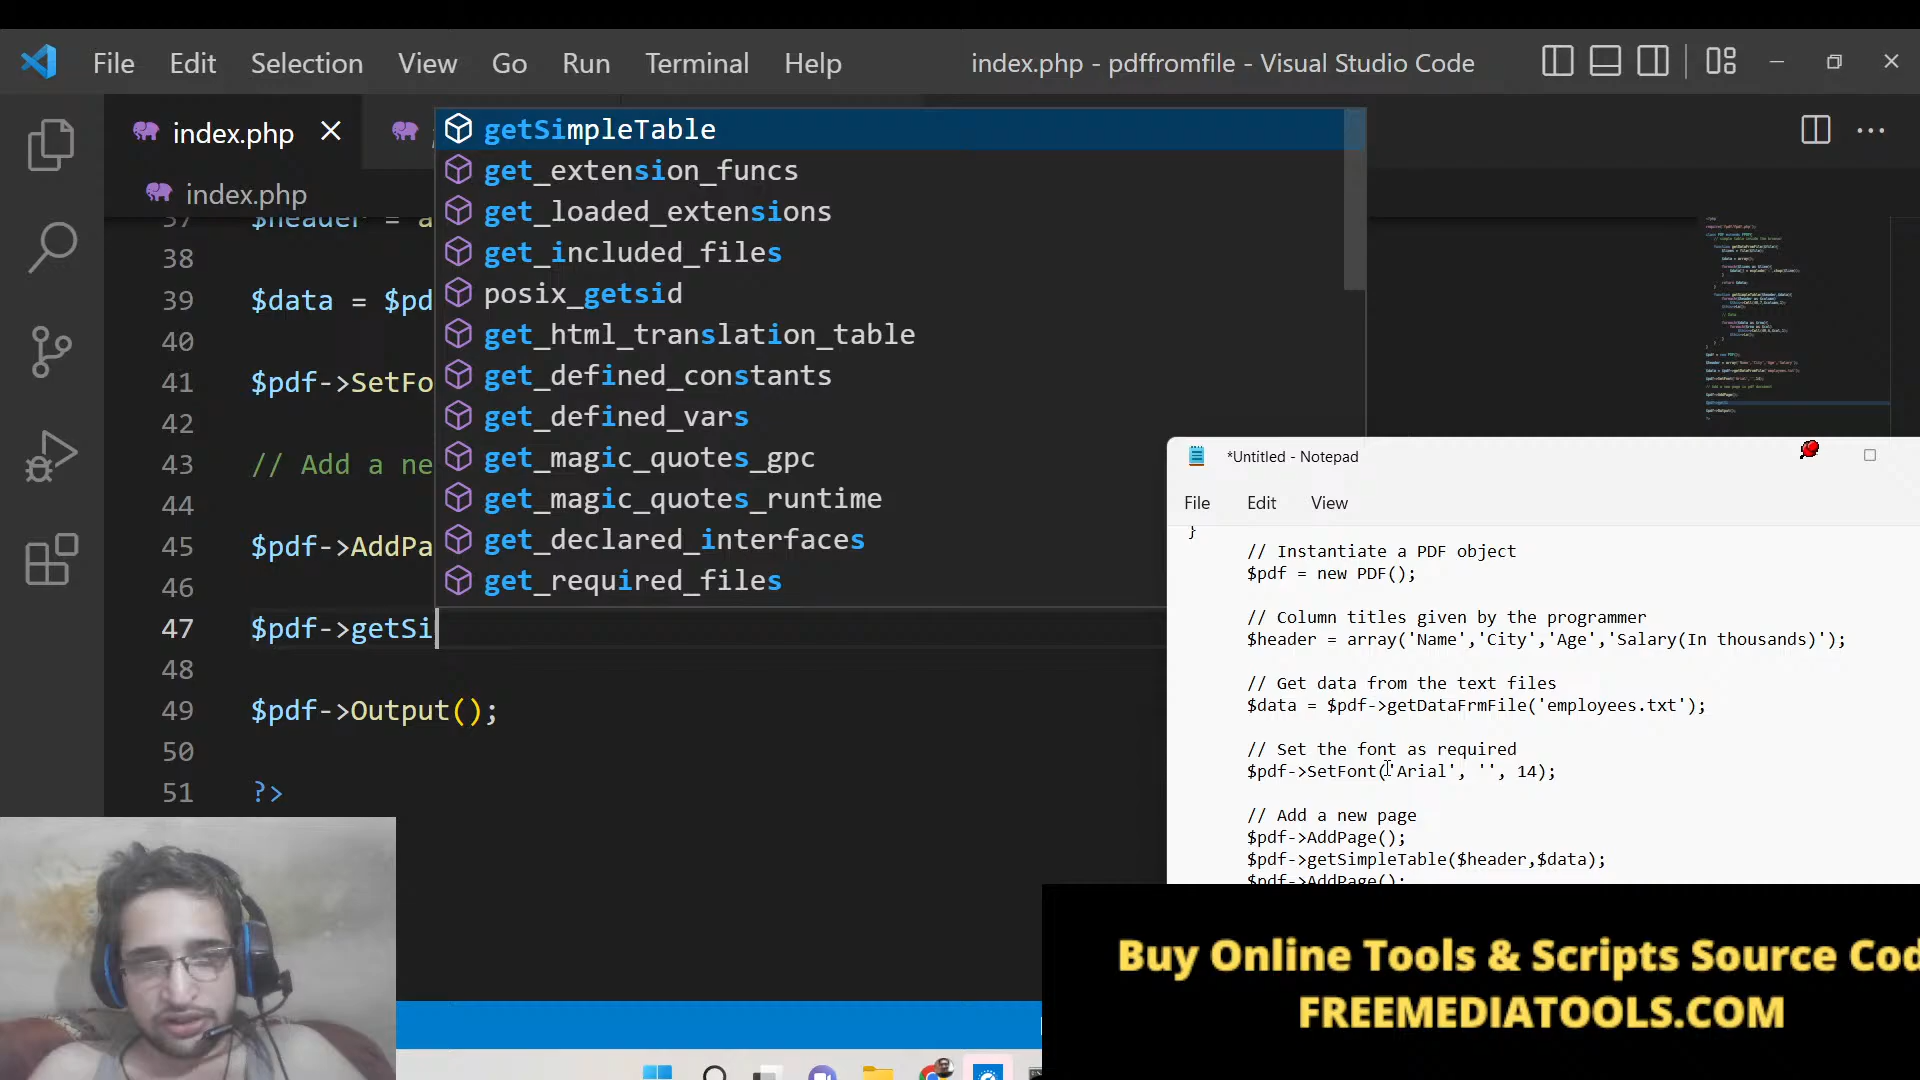 File Edit Selection View Go Run Terminal Help index.php - pdffromfile - Visual Studio Code
index.php
index.php
37 $header = a
38
39 $data = $pd
40
41 $pdf->SetFo
42
43 // Add a ne
44
45 $pdf->AddPa
46
47 $pdf->getSi
48
49 $pdf->Output();
50
51 ?>
getSimpleTable
get_extension_funcs
get_loaded_extensions
get_included_files
posix_getsid
get_html_translation_table
get_defined_constants
get_defined_vars
get_magic_quotes_gpc
get_magic_quotes_runtime
get_declared_interfaces
get_required_files
*Untitled - Notepad
File Edit View
}
// Instantiate a PDF object
$pdf = new PDF();
// Column titles given by the programmer
$header = array('Name','City','Age','Salary(In thousands)');
// Get data from the text files
$data = $pdf->getDataFrmFile('employees.txt');
// Set the font as required
$pdf->SetFont('Arial', '', 14);
// Add a new page
$pdf->AddPage();
$pdf->getSimpleTable($header,$data);
$pdf->AddPage();
Buy Online Tools & Scripts Source Cod
FREEMEDIATOOLS.COM